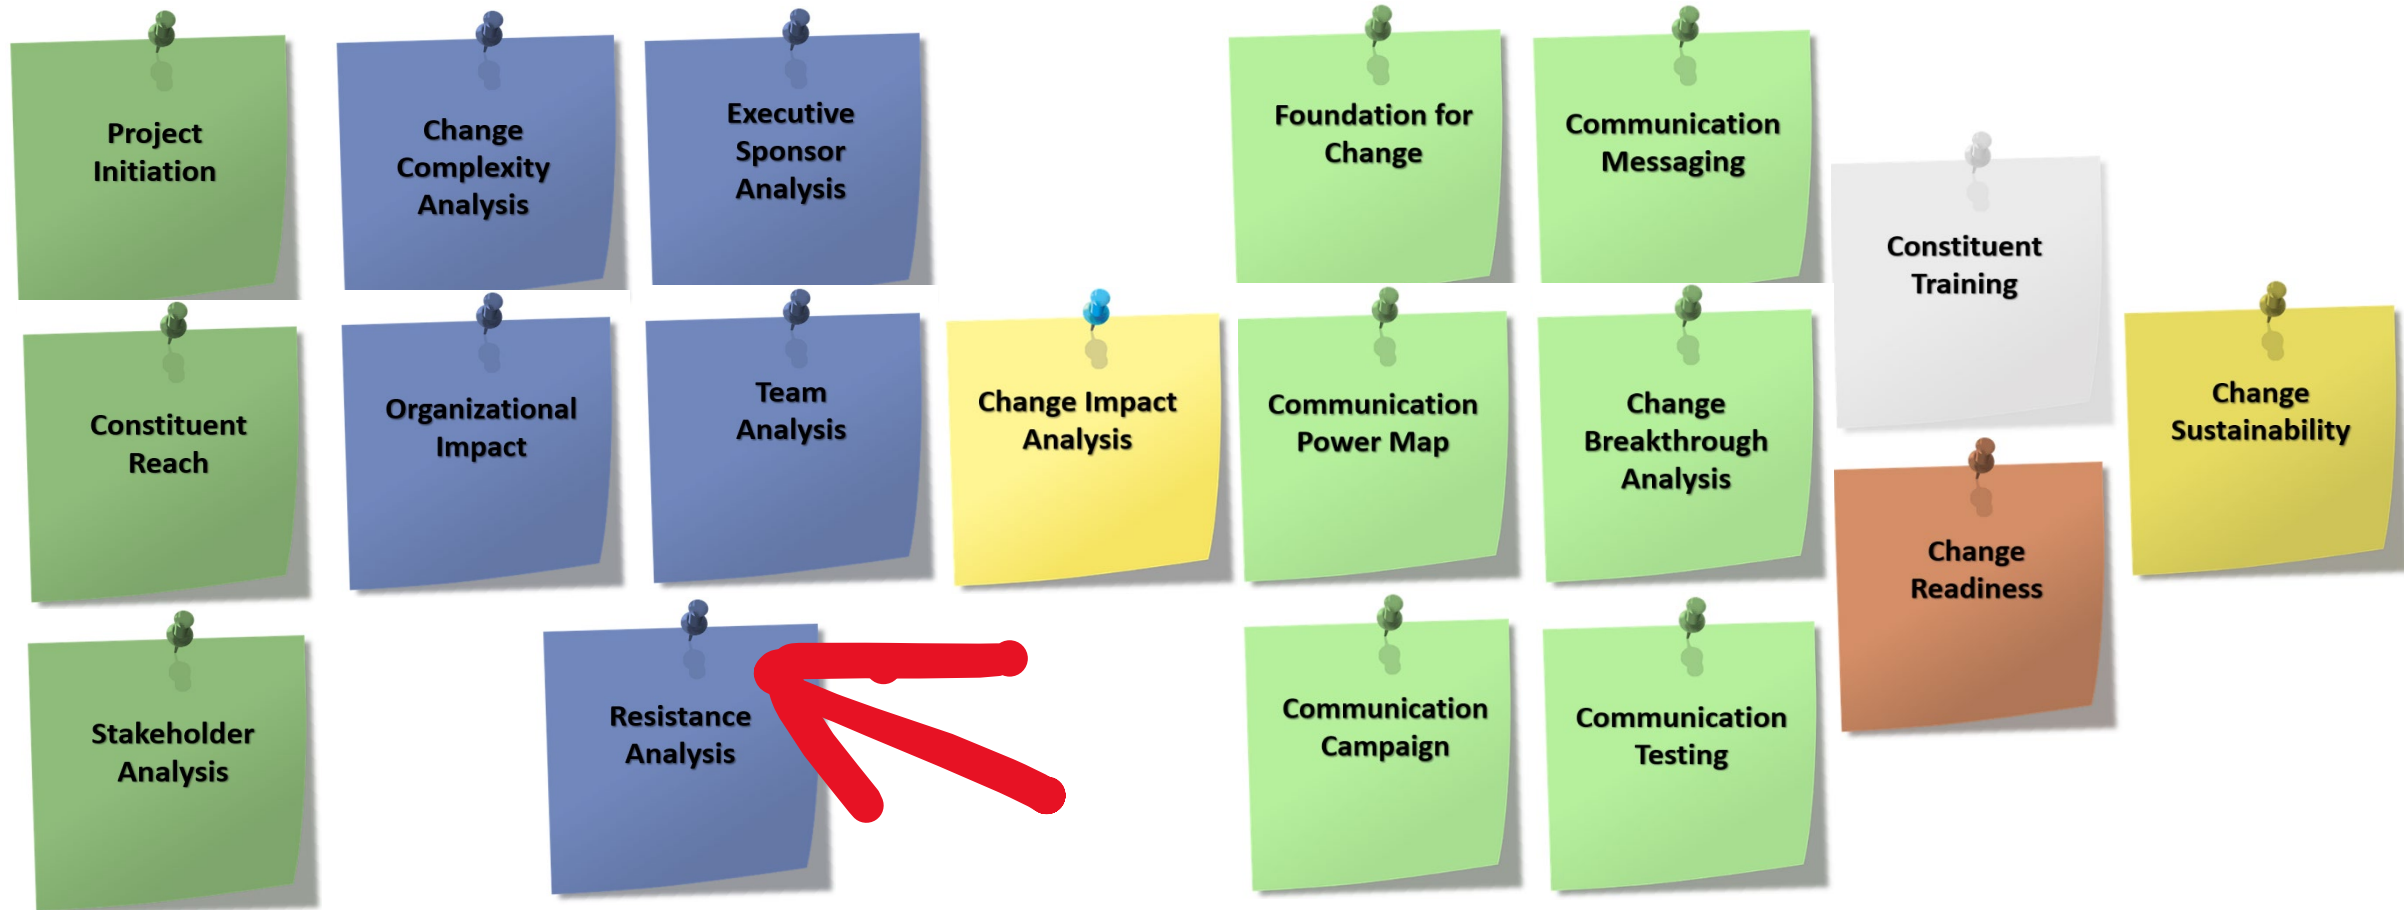 Project
Initiation
Change
Complexity
Analysis
Executive
Sponsor
Analysis
Foundation for
Change
Communication
Messaging
Constituent
Training
Constituent
Reach
Organizational
Impact
Team
Analysis
Change Impact
Analysis
Communication
Power Map
Change
Breakthrough
Analysis
Change
Readiness
Change
Sustainability
Stakeholder
Analysis
Resistance
Analysis
Communication
Campaign
Communication
Testing